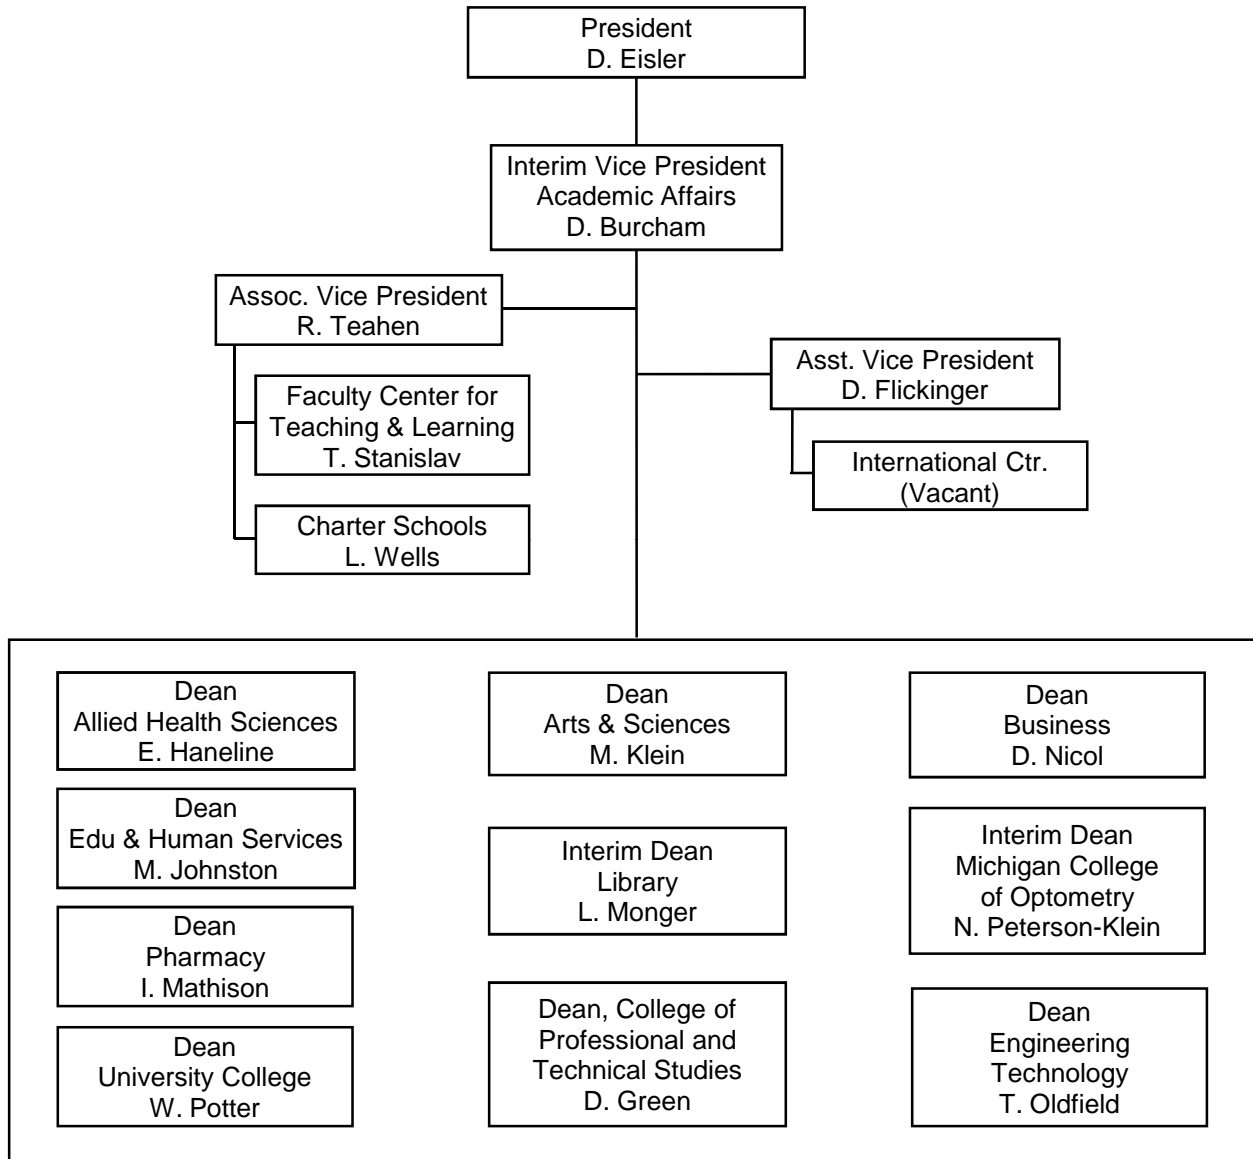 President
D. Eisler
Interim Vice President
Academic Affairs
D. Burcham
Assoc. Vice President
R. Teahen
Faculty Center for
Teaching & Learning
T. Stanislav
Charter Schools
L. Wells
Asst. Vice President
D. Flickinger
International Ctr.
(Vacant)
Dean
Allied Health Sciences
E. Haneline
Dean
Edu & Human Services
M. Johnston
Dean
Pharmacy
I. Mathison
Dean
University College
W. Potter
Dean
Arts & Sciences
M. Klein
Interim Dean
Library
L. Monger
Dean, College of
Professional and
Technical Studies
D. Green
Dean
Business
D. Nicol
Interim Dean
Michigan College
of Optometry
N. Peterson-Klein
Dean
Engineering
Technology
T. Oldfield